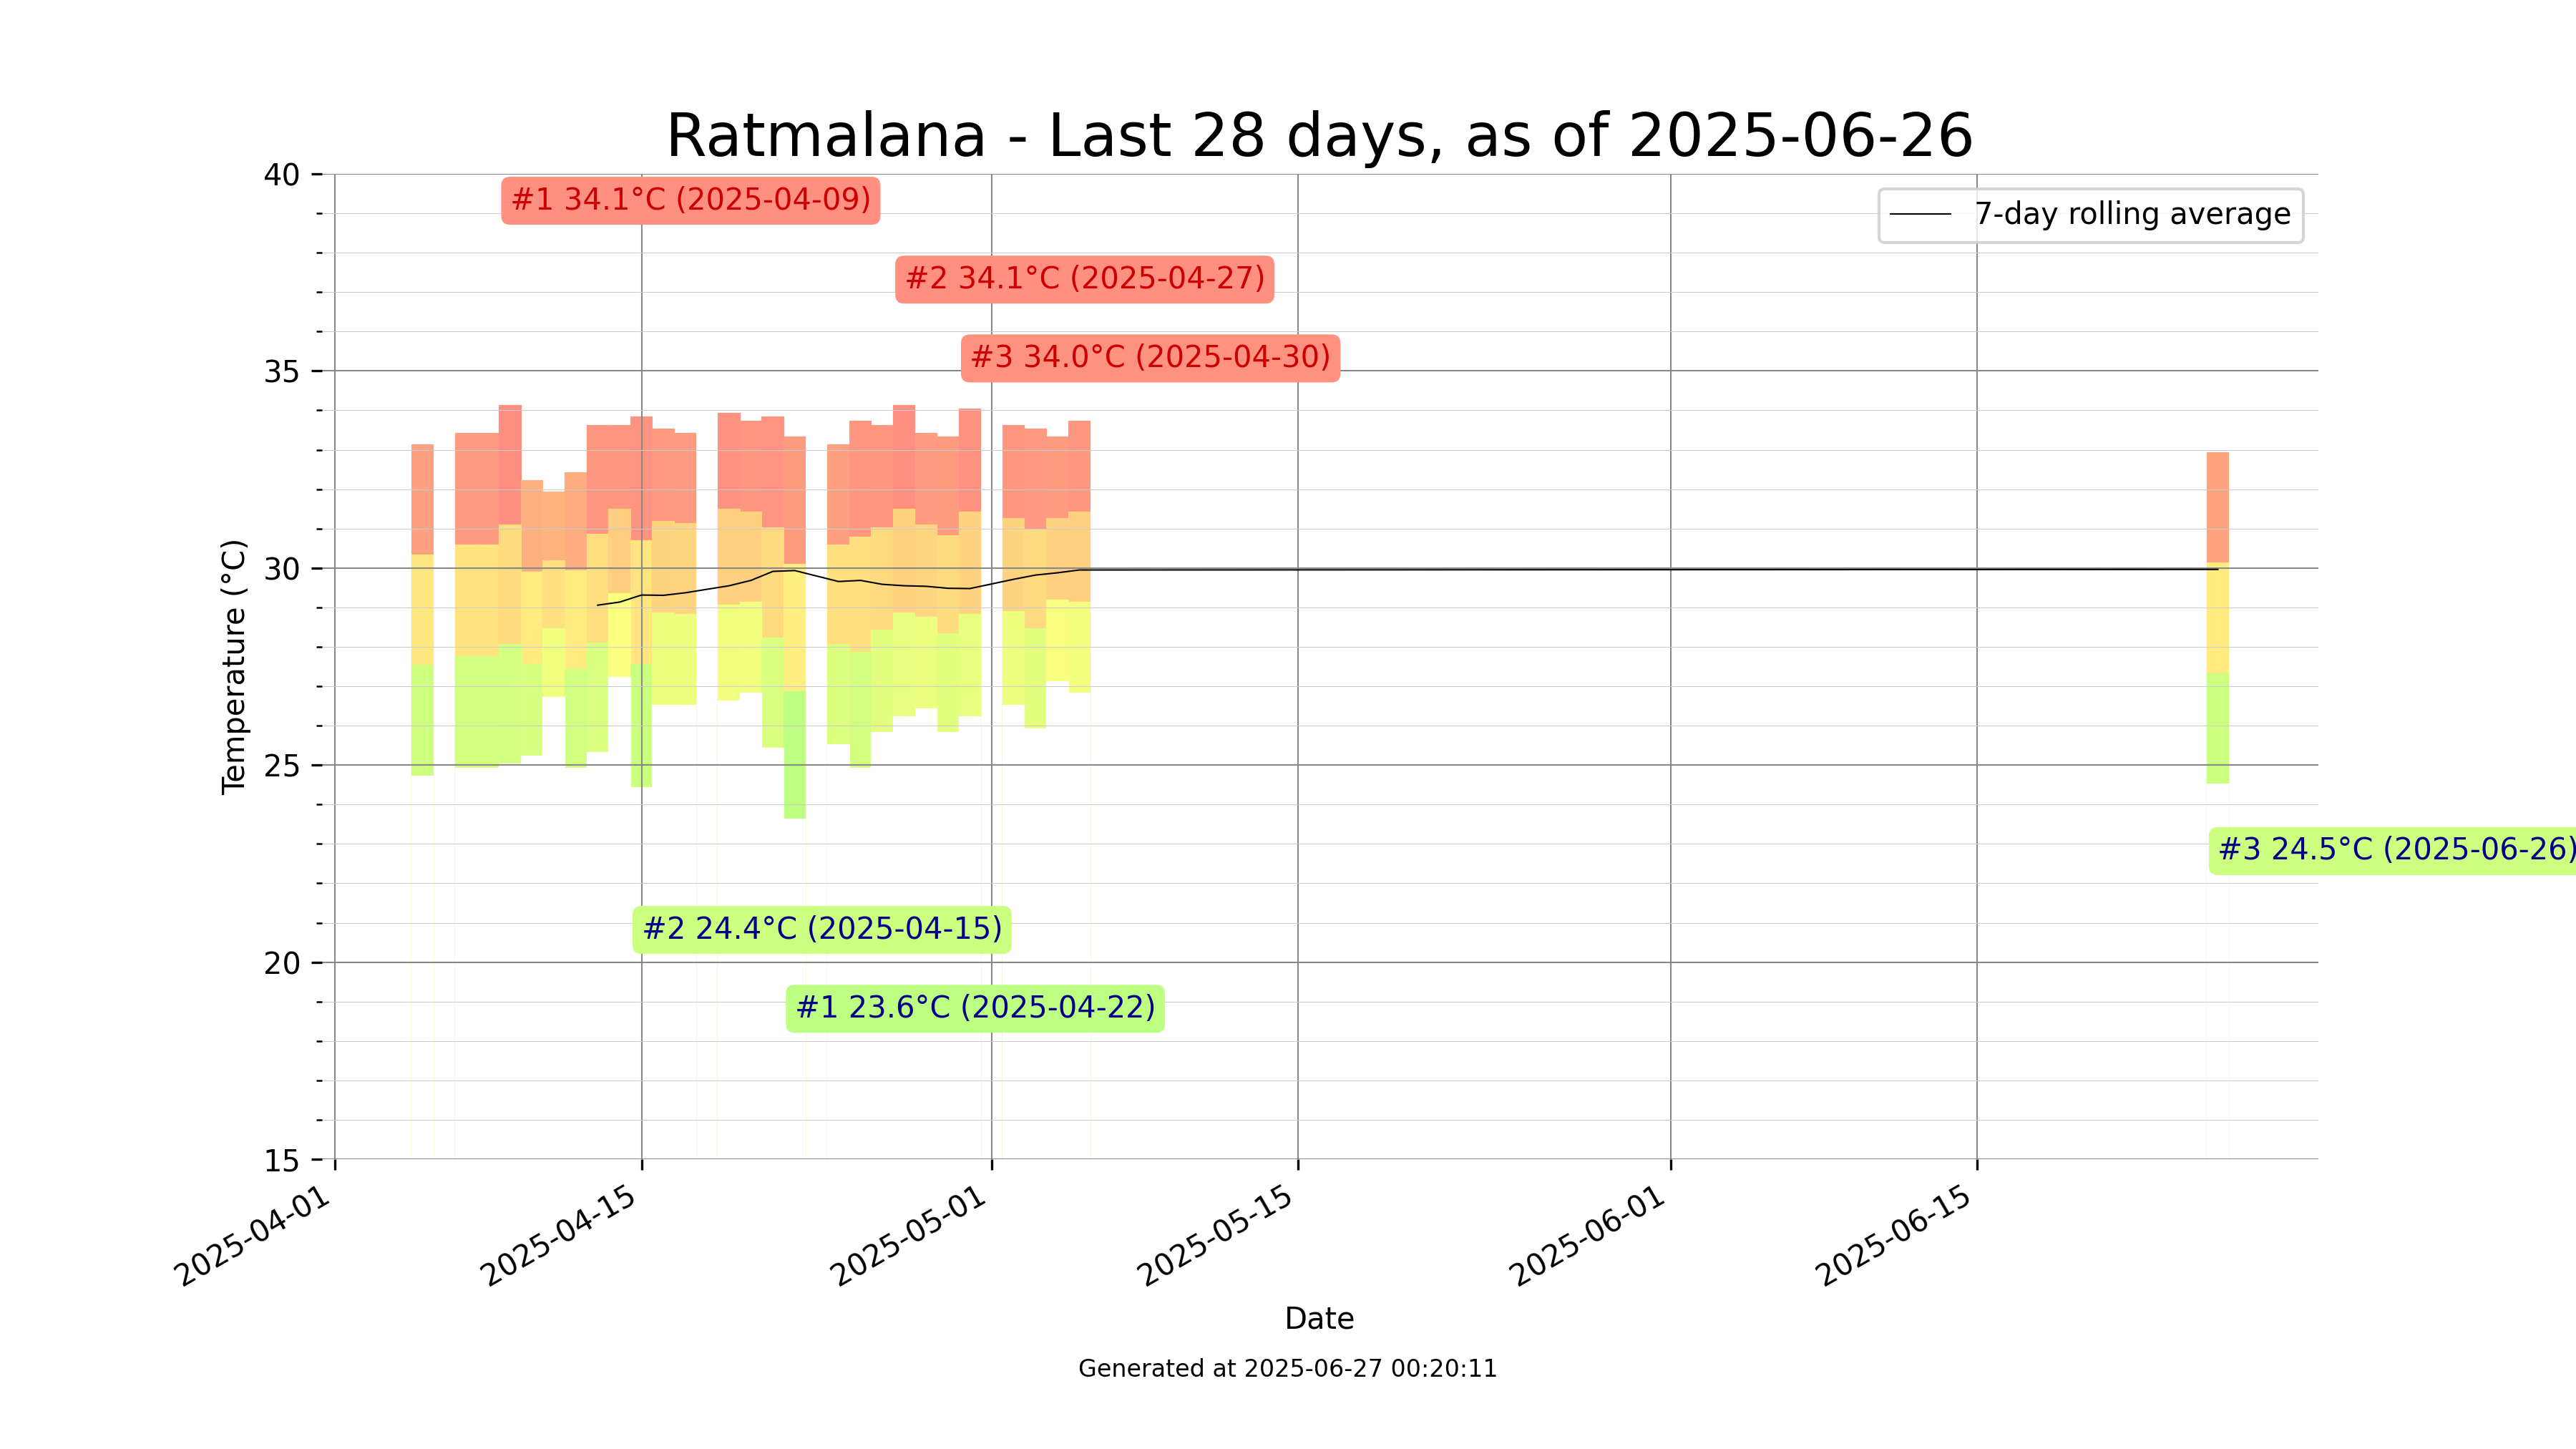 Ratmalana - Last 28 days, as of 2025-06-26
40
#1 34.1°C (2025-04-09)
7-day rolling average
#2 34.1°C (2025-04-27)
#3 34.0°C (2025-04-30)
35
30
Temperature (°C)
25
#3 24.5°C (2025-06-26)
#2 24.4°C (2025-04-15)
20
#1 23.6°C (2025-04-22)
15
2025-04-01
2025-04-15
2025-05-01
2025-05-15
2025-06-01
2025-06-15
Date
Generated at 2025-06-27 00:20:11